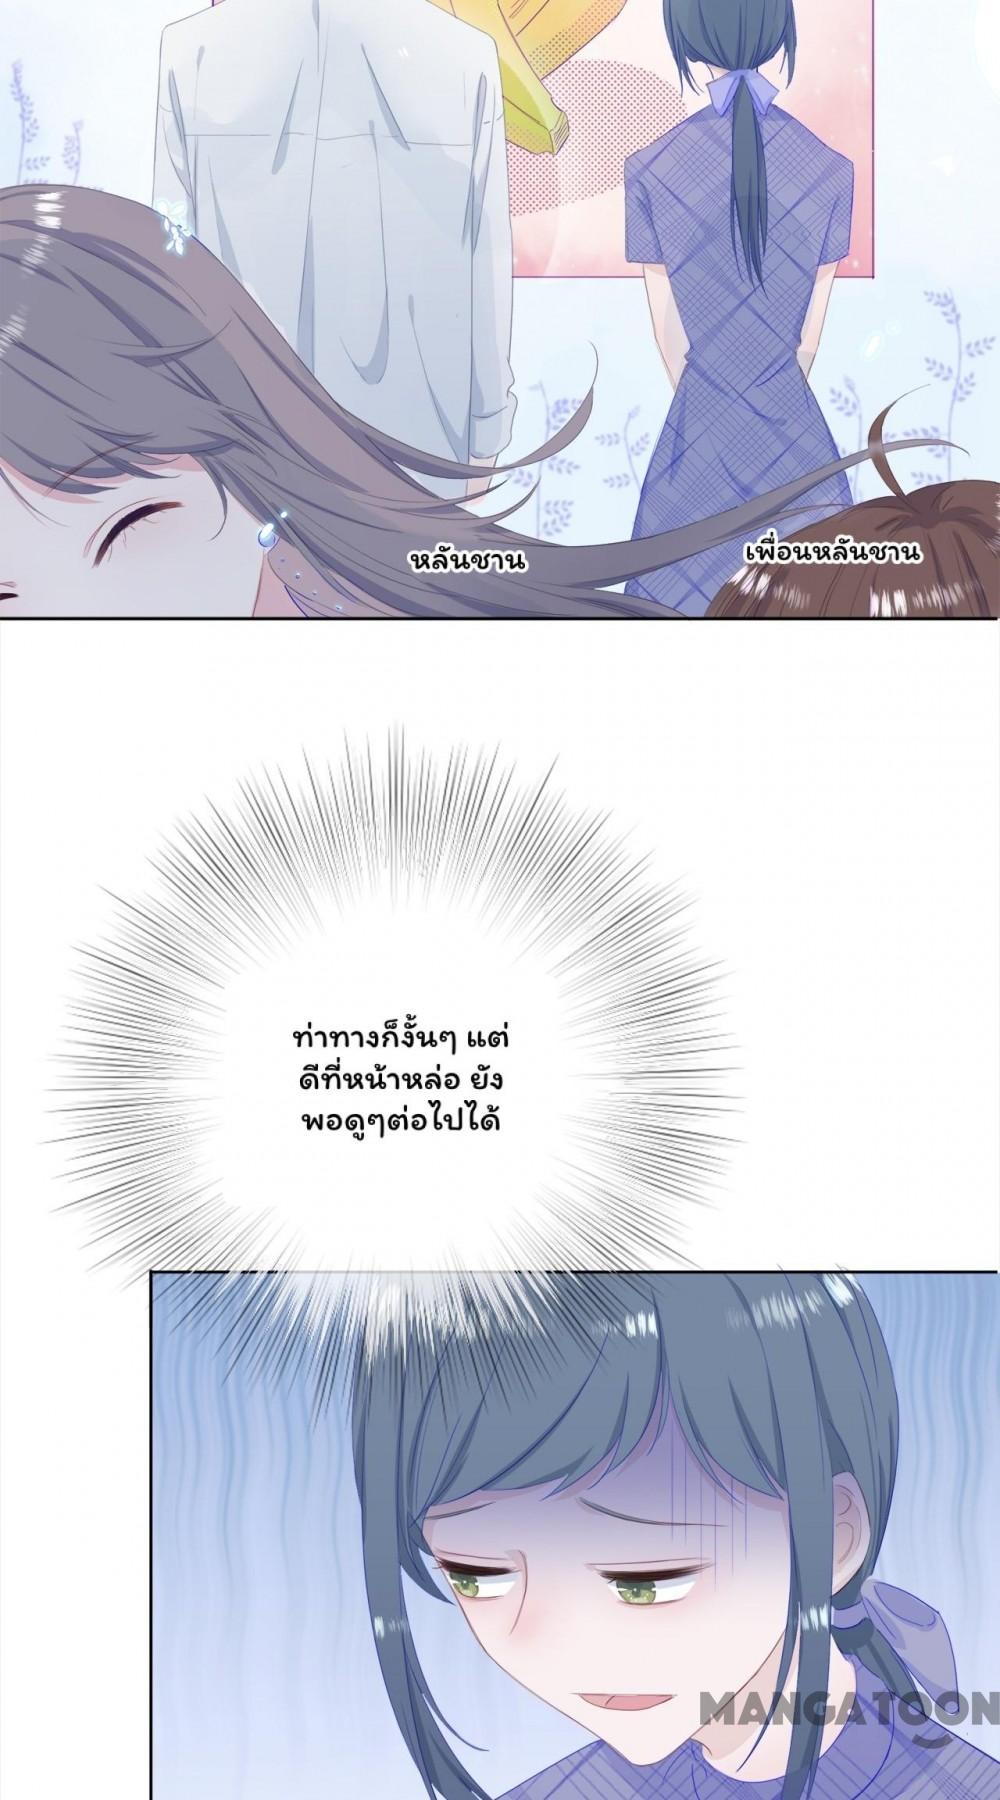 หลันชาน
เพื่อนหลันชาน
ท่าทางก็งั้นๆ แต่
ดีที่หน้าหล่อ ยัง
พอดูๆต่อไปได้
MANGATOON